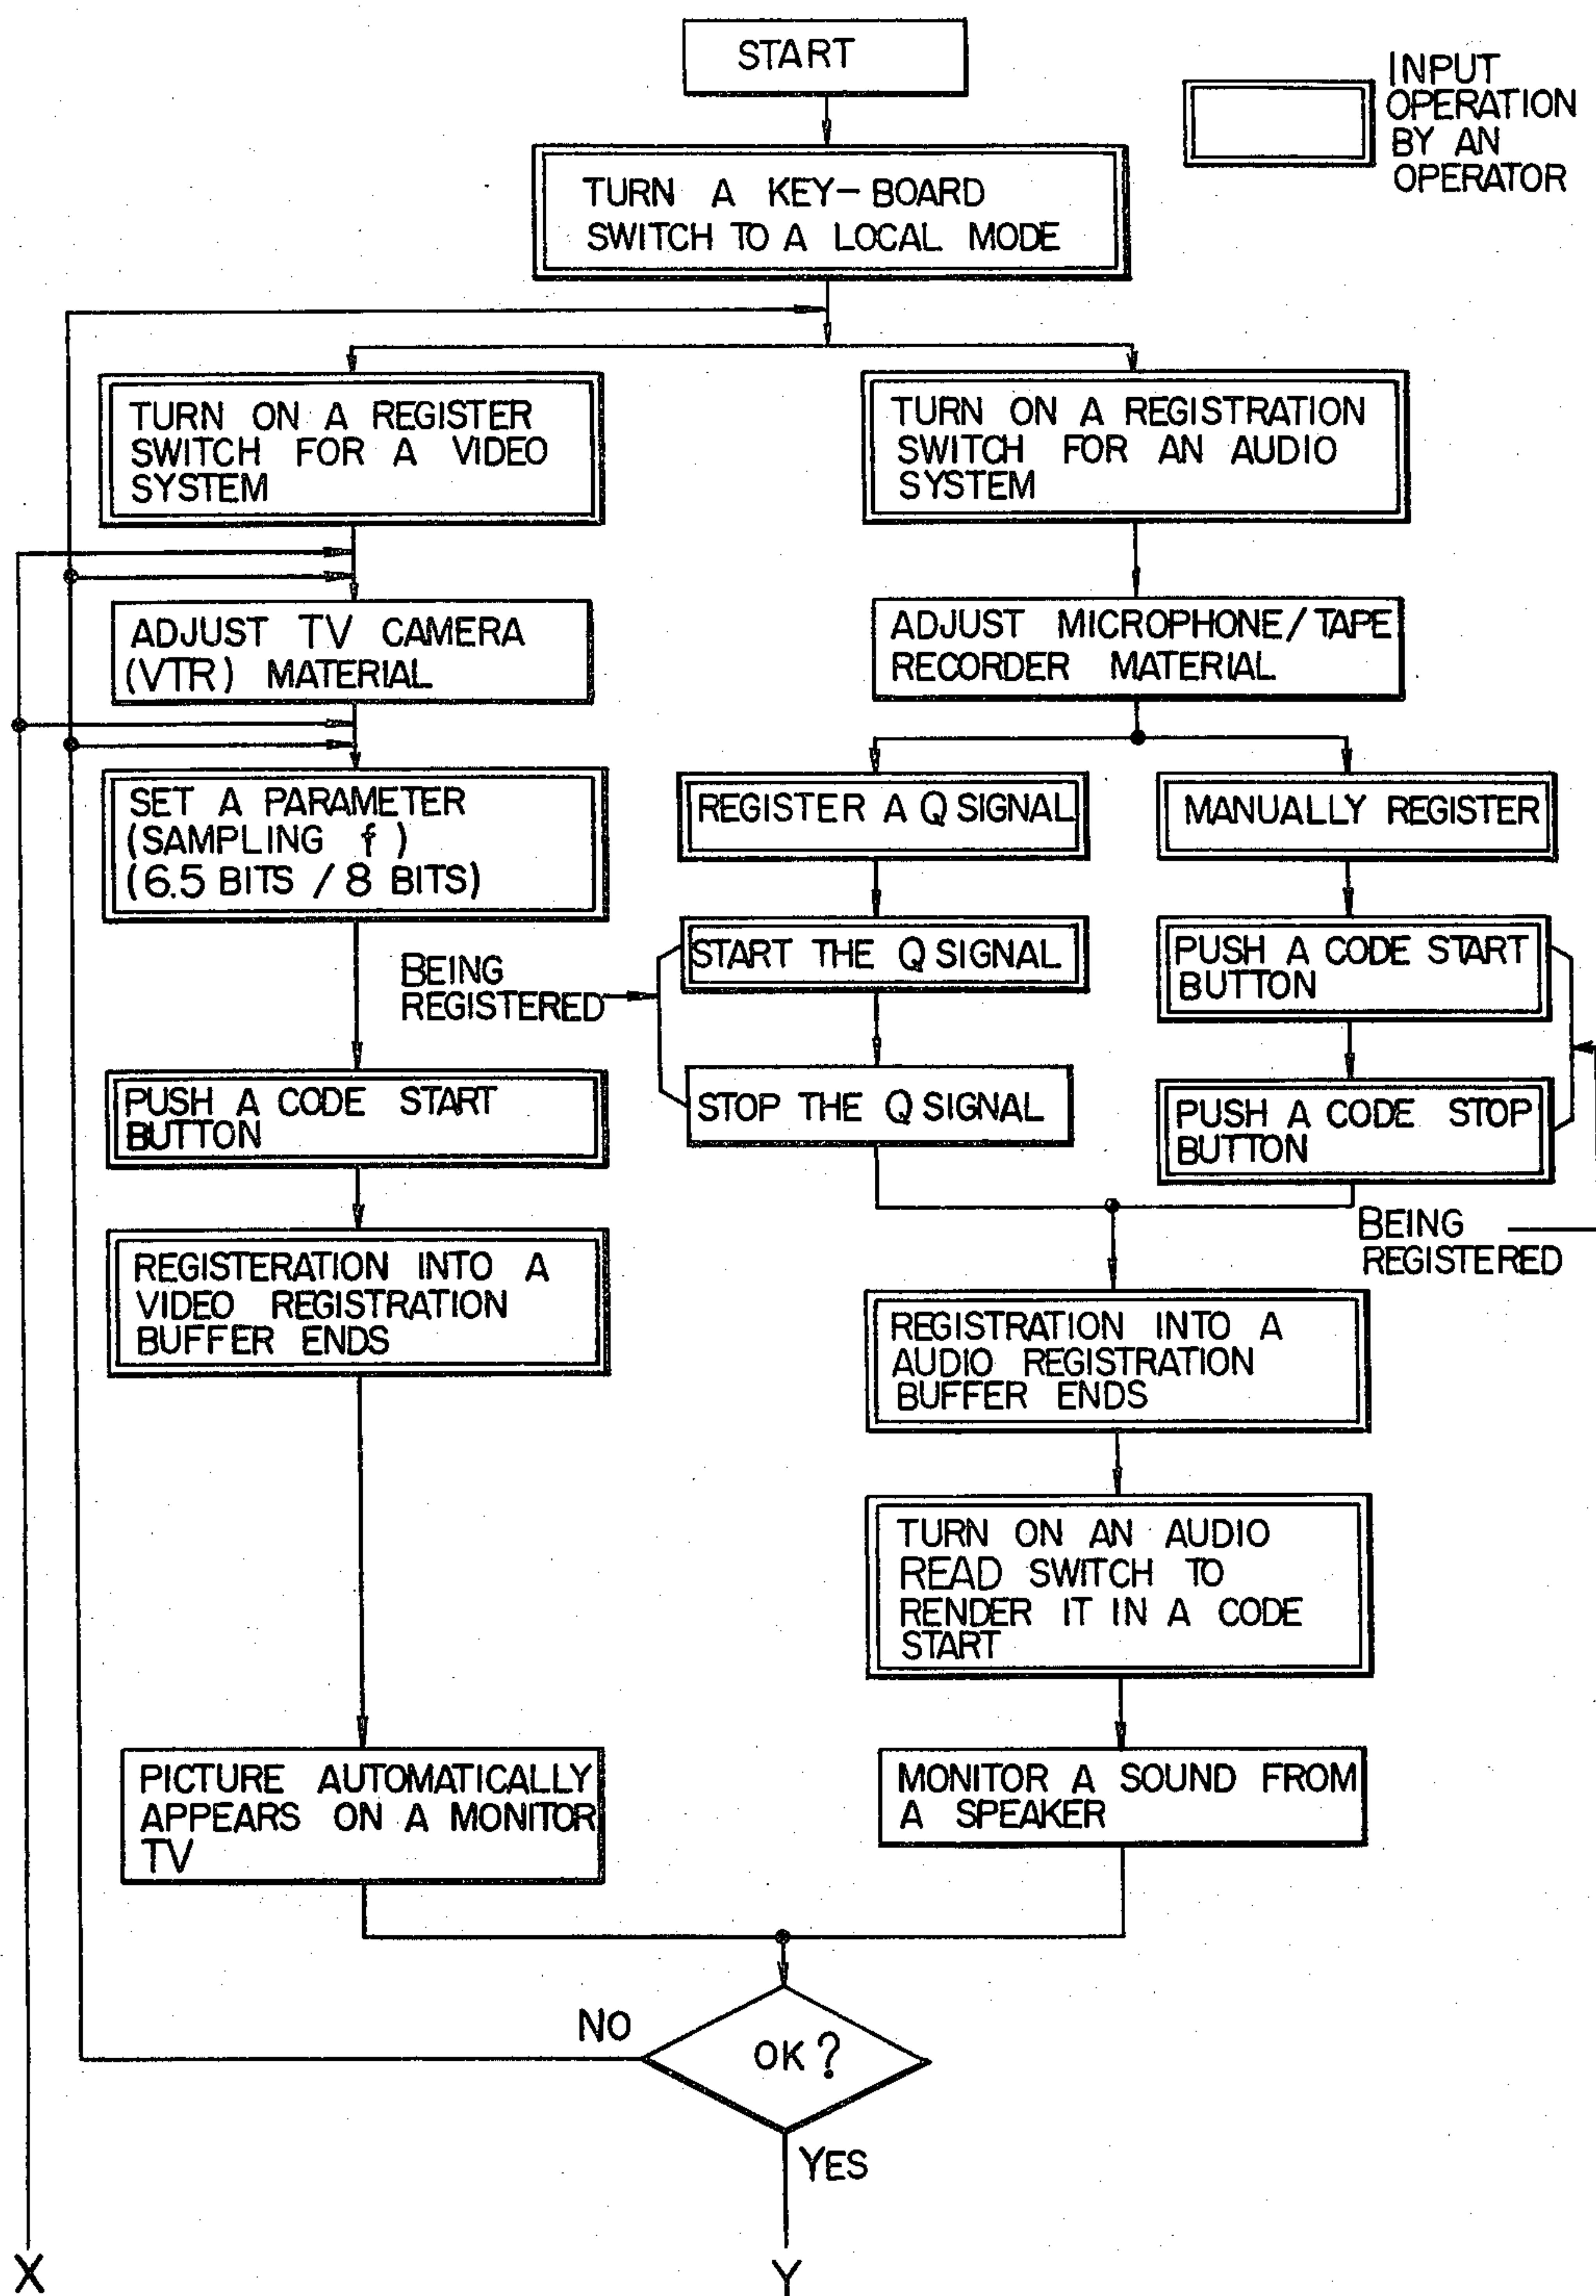 START
INPUT
OPERATION
BY AN
OPERATOR
TURN A KEY-BOARD
SWITCH TO A LOCAL MODE
TURN ON A REGISTER
SWITCH FOR A VIDEO
SYSTEM
TURN ON A REGISTRATION
SWITCH FOR AN AUDIO
SYSTEM
ADJUST TV CAMERA
(VTR) MATERIAL
ADJUST MICROPHONE/TAPE
RECORDER MATERIAL
SET A PARAMETER
(SAMPLING f)
(6.5 BITS / 8 BITS)
REGISTER A Q SIGNAL
MANUALLY REGISTER
BEING
REGISTERED
START THE Q SIGNAL
PUSH A CODE START
BUTTON
PUSH A CODE START
BUTTON
STOP THE Q SIGNAL
PUSH A CODE STOP
BUTTON
BEING
REGISTERED
REGISTERATION INTO A
VIDEO REGISTRATION
BUFFER ENDS
REGISTRATION INTO A
AUDIO REGISTRATION
BUFFER ENDS
TURN ON AN AUDIO
READ SWITCH TO
RENDER IT IN A CODE
START
PICTURE AUTOMATICALLY
APPEARS ON A MONITOR
TV
MONITOR A SOUND FROM
A SPEAKER
NO
OK?
YES
X
Y